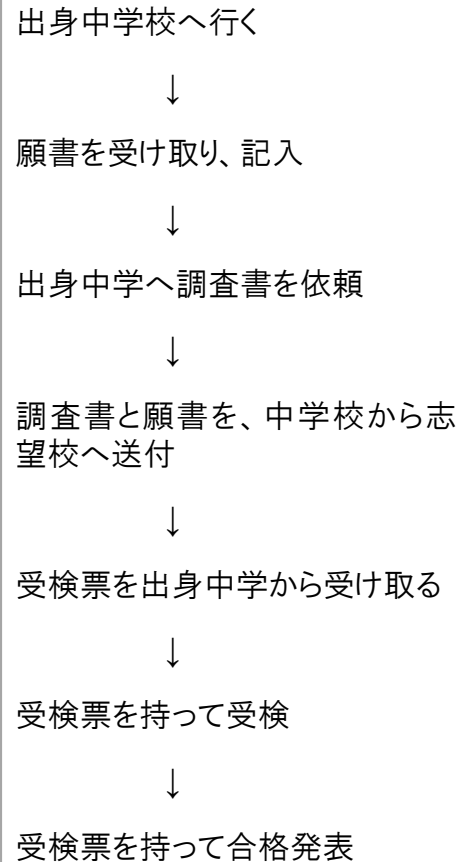 出身中学校へ行く
↓
願書を受け取り、記入
↓
出身中学へ調査書を依頼
↓
調査書と願書を、中学校から志
望校へ送付
↓
受検票を出身中学から受け取る
↓
受検票を持って受検
↓
受検票を持って合格発表